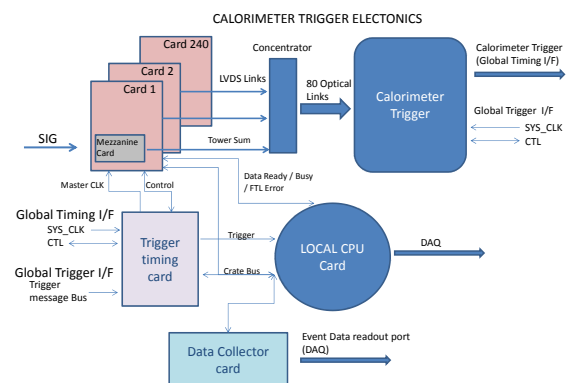 CALORIMETER TRIGGER ELECTONICS
Card 240
Card 2
Card 1
Mezzanine
Card
SIG
LVDS Links
Tower Sum
Concentrator
80 Optical
Links
Calorimeter
Trigger
Calorimeter Trigger
(Global Timing I/F)
Global Trigger I/F
SYS_CLK
CTL
Master CLK
Control
Data Ready / Busy
/ FTL Error
Global Timing I/F
SYS_CLK
CTL
Global Trigger I/F
Trigger
message Bus
Trigger
timing
card
Trigger
Crate Bus
LOCAL CPU
Card
DAQ
Data Collector
card
Event Data readout port
(DAQ)